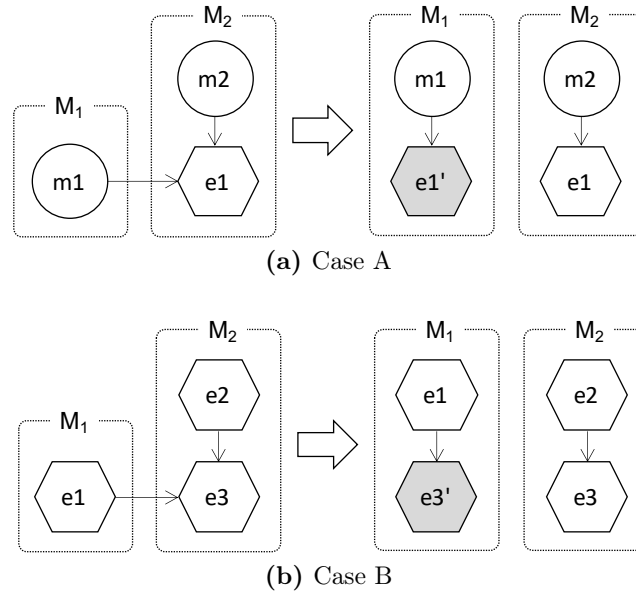 M₂ M₁ M₂
m2 m1 m2
M₁
m1 e1 e1' e1
(a) Case A
M₂ M₁ M₂
e2 e1 e2
M₁
e1 e3 e3' e3
(b) Case B